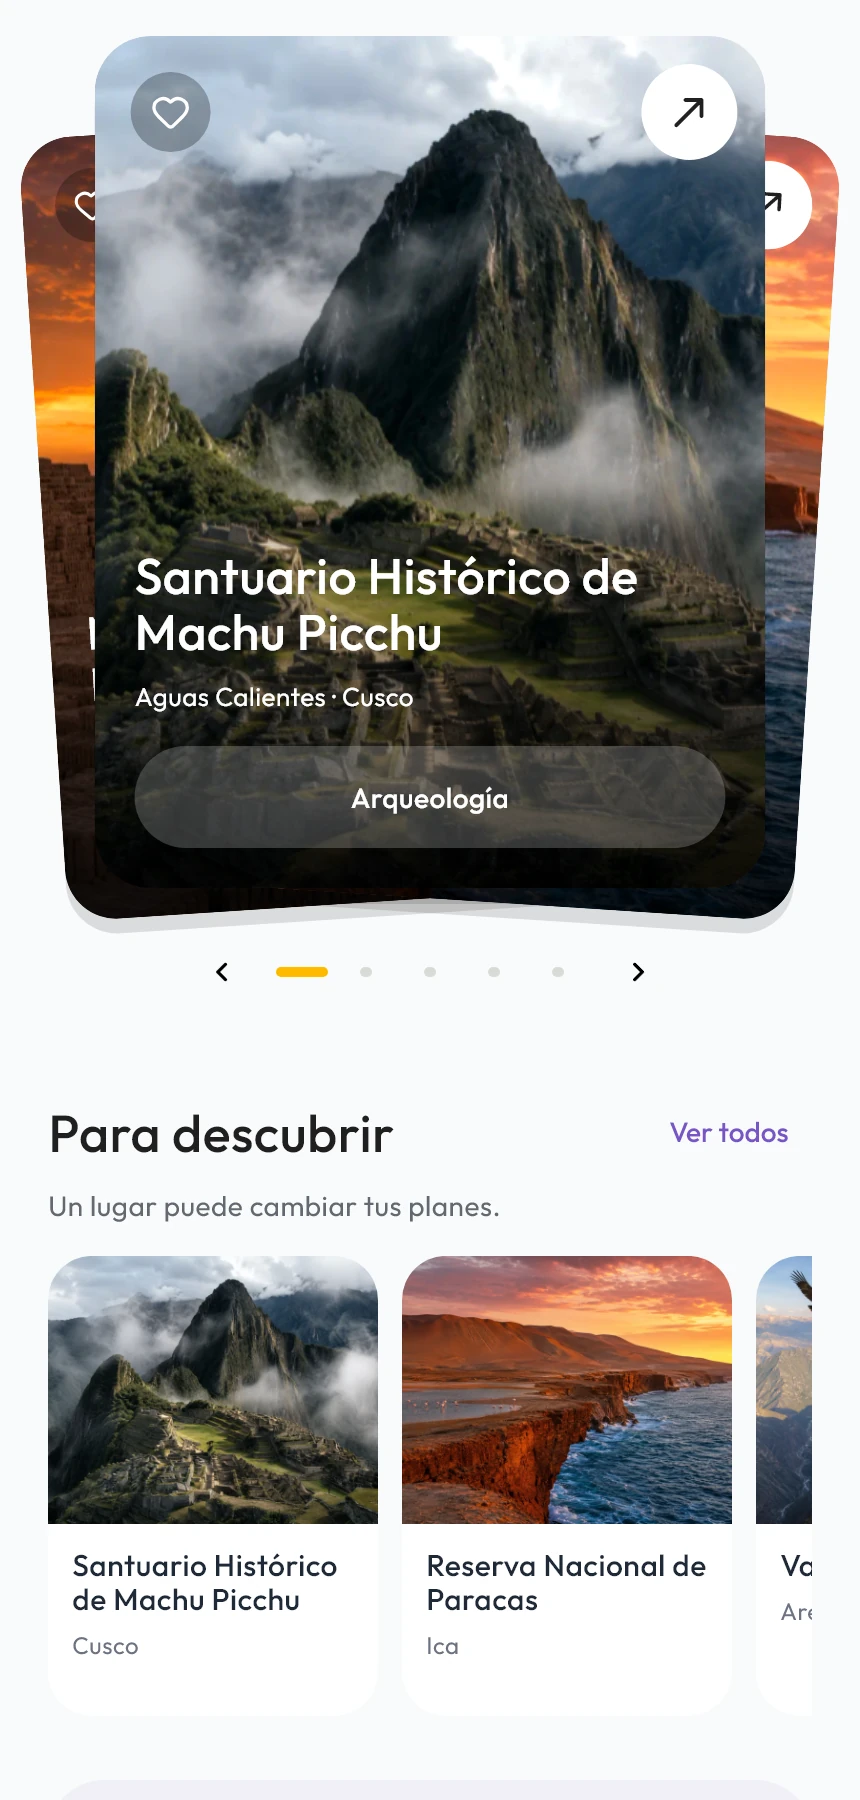 Santuario Histórico de
Machu Picchu
Aguas Calientes · Cusco
Arqueología
Para descubrir
Ver todos
Un lugar puede cambiar tus planes.
Santuario Histórico
de Machu Picchu
Cusco
Reserva Nacional de
Paracas
Ica